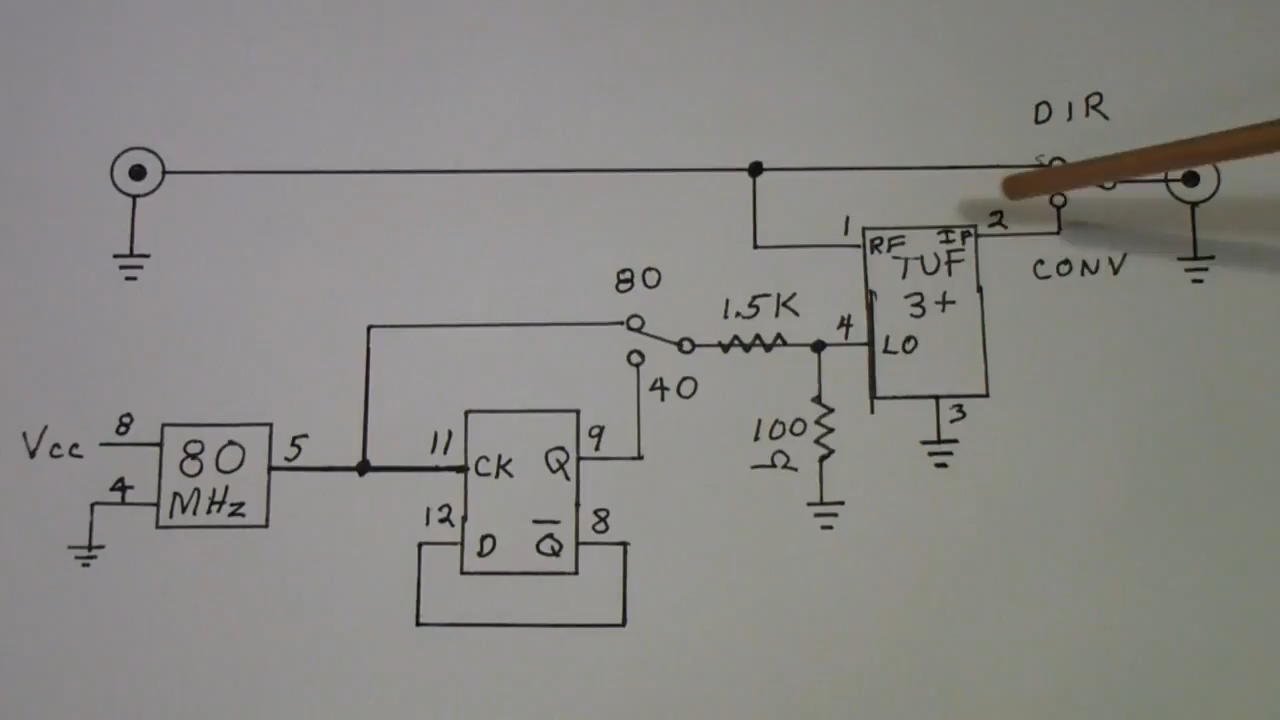 DIR
1
2
RF
IF
TUF
3+
CONV
80
1.5K
4
LO
40
3
Vcc
8
80
MHz
5
4
11
CK
Q
9
100
Ω
12
D
Q̅
8